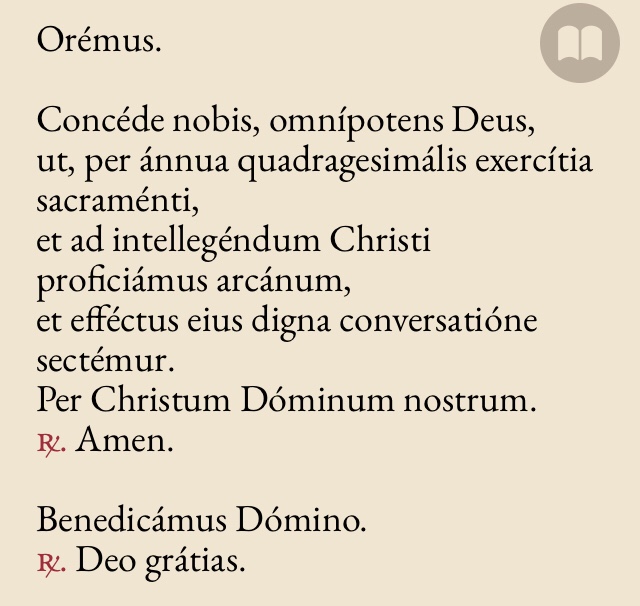 Orémus.
Concéde nobis, omnípotens Deus,
ut, per ánnua quadragesimális exercítia
sacraménti,
et ad intellegéndum Christi
proficiámus arcánum,
et efféctus eius digna conversatióne
sectémur.
Per Christum Dóminum nostrum.
℟. Amen.
Benedicámus Dómino.
℟. Deo grátias.